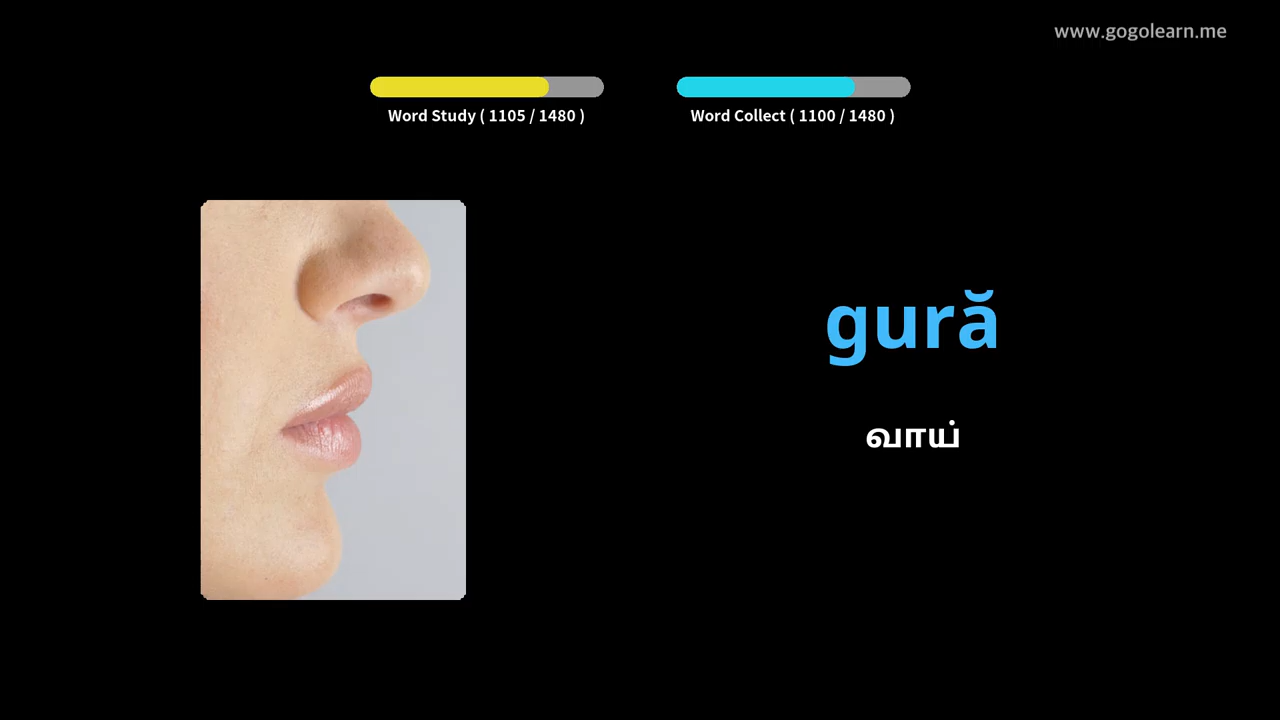 www.gogolearn.me
Word Study ( 1105 / 1480 )
Word Collect ( 1100 / 1480 )
gură
வாய்